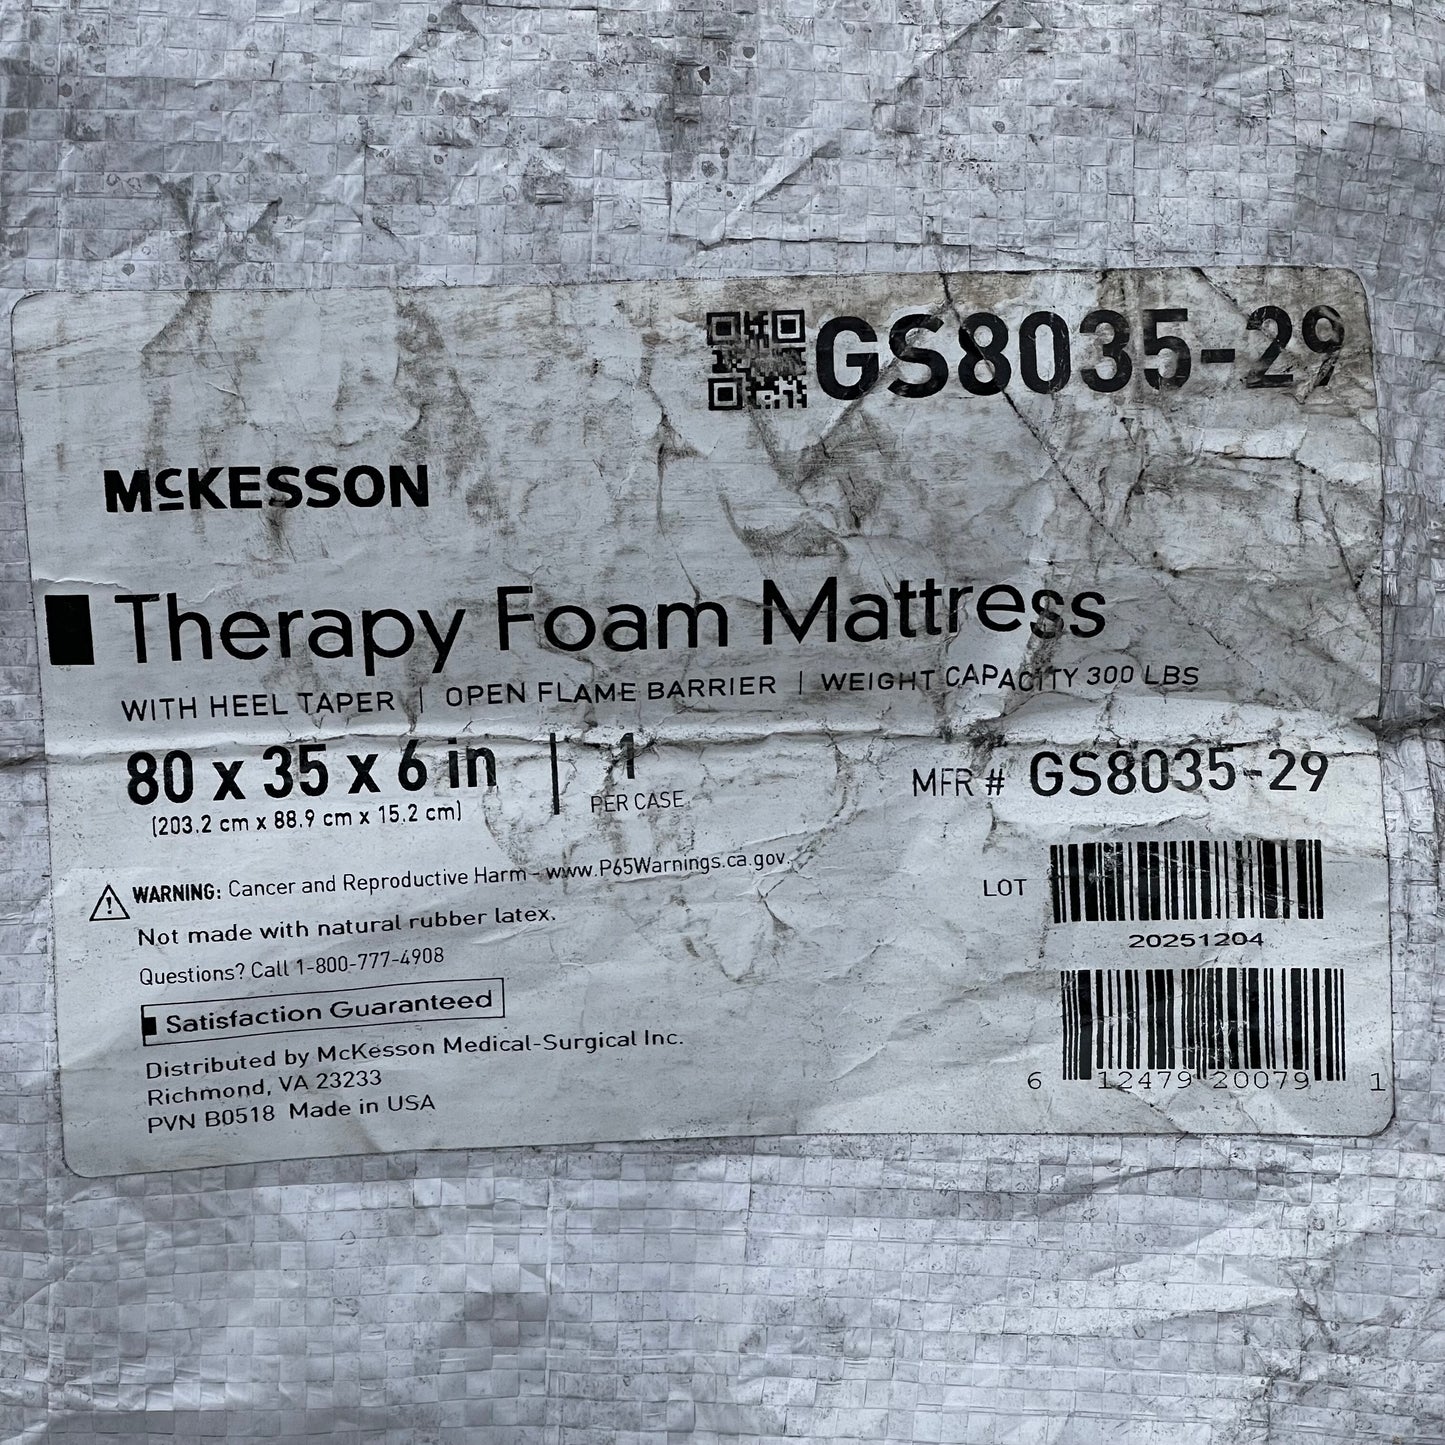 GS8035-29
McKESSON
Therapy Foam Mattress
WITH HEEL TAPER | OPEN FLAME BARRIER | WEIGHT CAPACITY 300 LBS
80 x 35 x 6 in | 1
(203.2 cm x 88.9 cm x 15.2 cm)
PER CASE
MFR # GS8035-29
WARNING: Cancer and Reproductive Harm - www.P65Warnings.ca.gov.
Not made with natural rubber latex.
Questions? Call 1-800-777-4908
Satisfaction Guaranteed
Distributed by McKesson Medical-Surgical Inc.
Richmond, VA 23233
PVN B0518 Made in USA
LOT
20251204
6 12479 20079 1